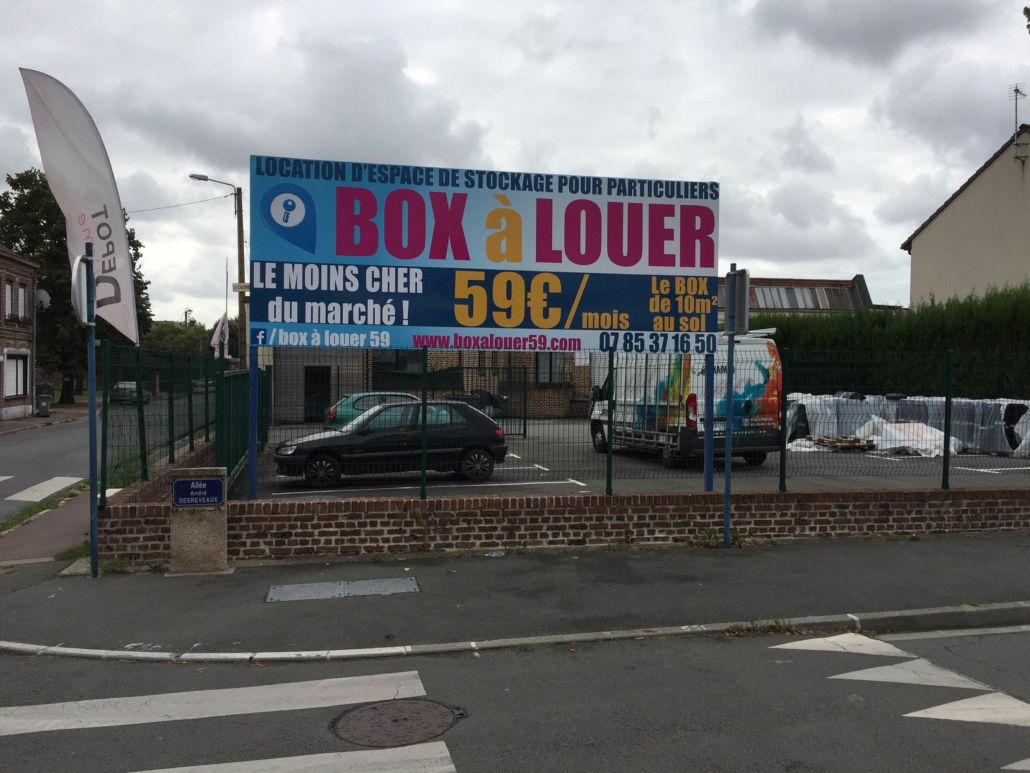 LOCATION D'ESPACE DE STOCKAGE POUR PARTICULIERS
BOX à LOUER
LE MOINS CHER
du marché !
59€/mois
LE BOX
de 10m²
au sol
f /box à louer 59
www.boxalouer59.com
07 85 37 16 50
DEPOT
Allée
André
DESREVEAUX